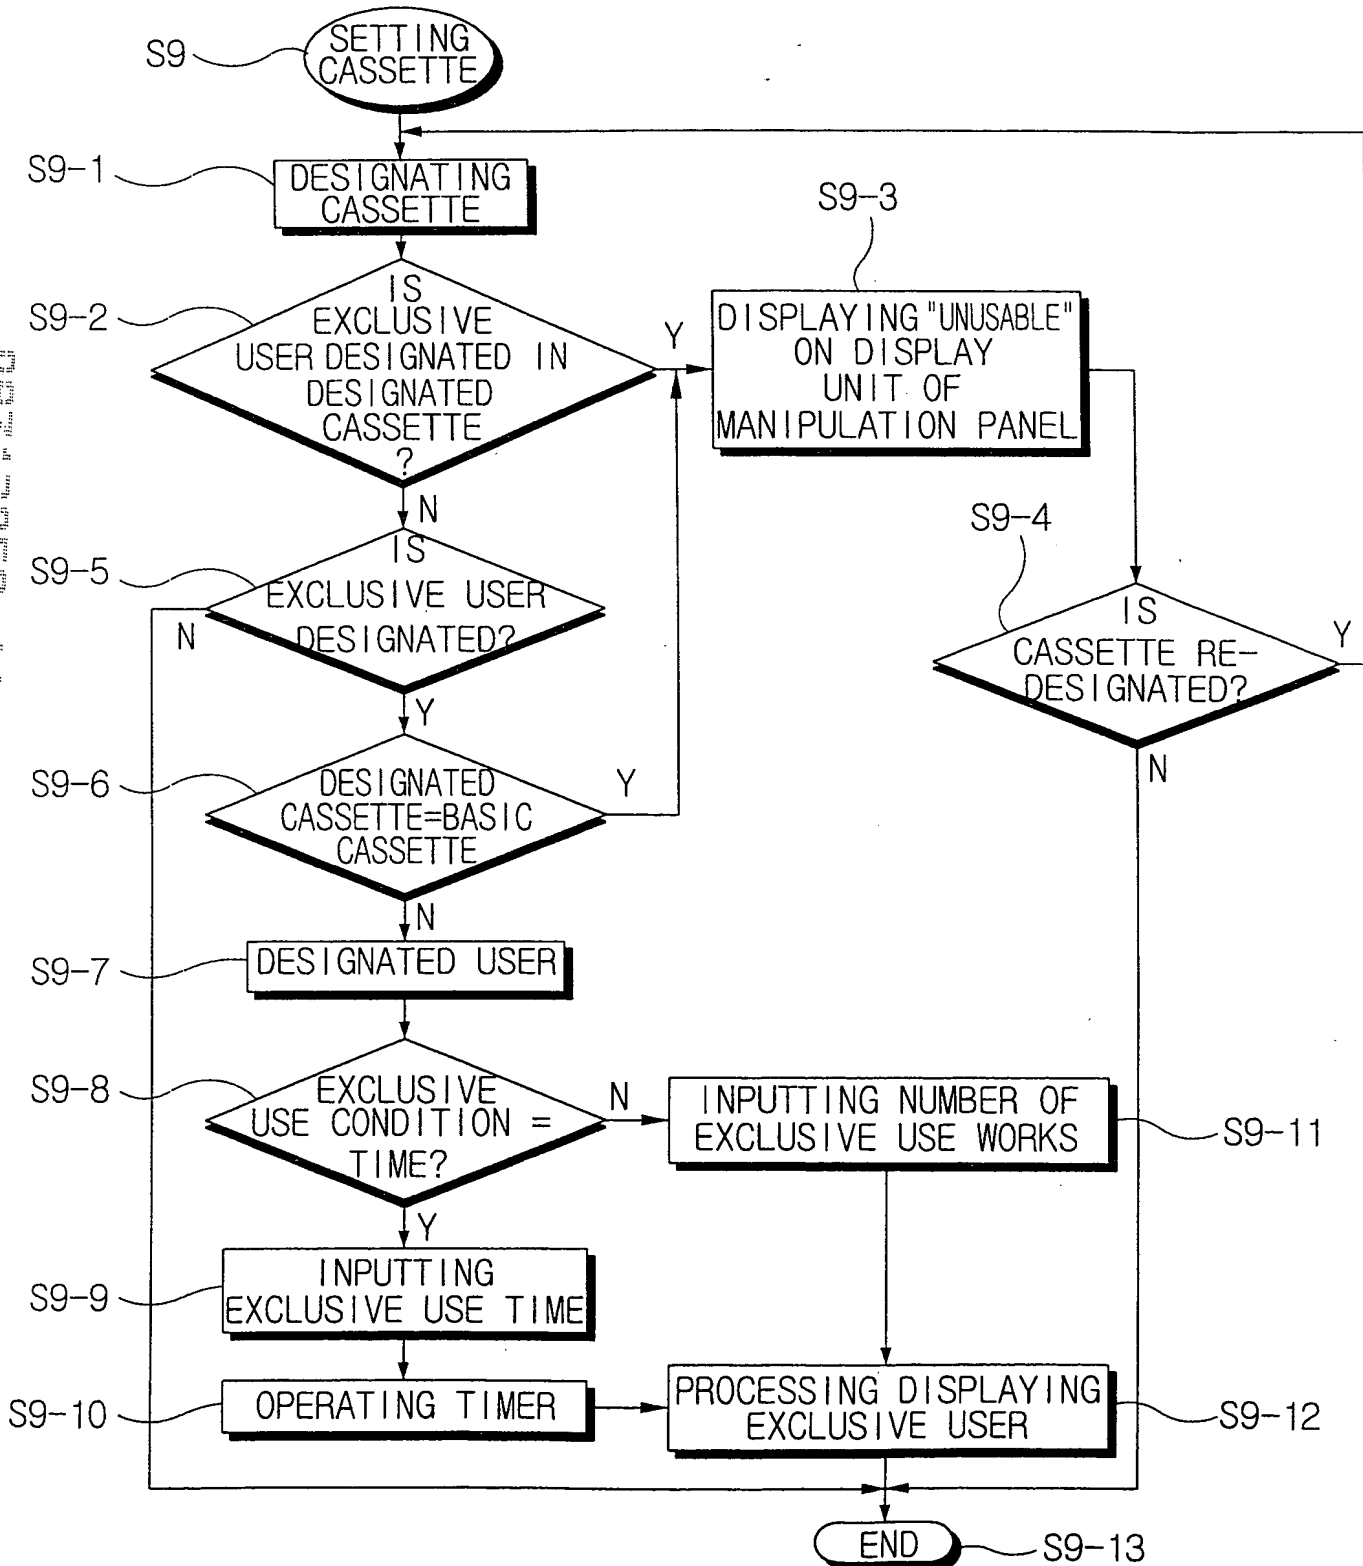 S9
SETTING
CASSETTE
S9-1
DESIGNATING
CASSETTE
S9-2
IS
EXCLUSIVE
USER DESIGNATED IN
DESIGNATED
CASSETTE
?
Y
N
S9-3
DISPLAYING "UNUSABLE"
ON DISPLAY
UNIT OF
MANIPULATION PANEL
S9-4
IS
CASSETTE RE-
DESIGNATED?
Y
N
S9-5
IS
EXCLUSIVE USER
DESIGNATED?
N
Y
S9-6
DESIGNATED
CASSETTE=BASIC
CASSETTE
Y
N
S9-7
DESIGNATED USER
S9-8
EXCLUSIVE
USE CONDITION =
TIME?
N
Y
INPUTTING NUMBER OF
EXCLUSIVE USE WORKS
S9-11
S9-9
INPUTTING
EXCLUSIVE USE TIME
S9-10
OPERATING TIMER
PROCESSING DISPLAYING
EXCLUSIVE USER
S9-12
END
S9-13